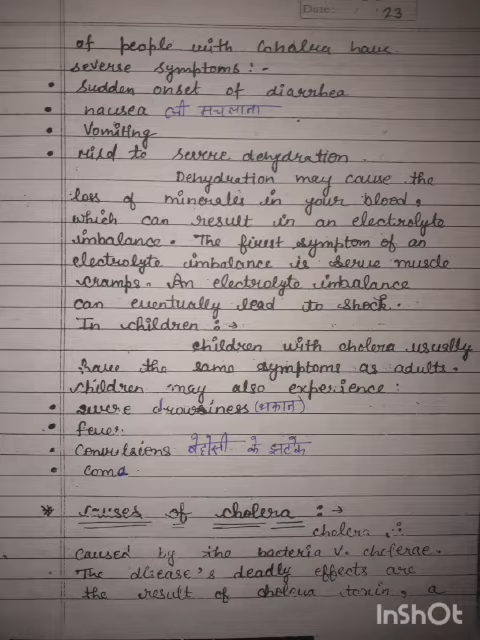 Date: / / 23
of people with Coholera have
severse symptoms :-
• Sudden onset of diarrhea
• nausea जी मचलाना
• Vomiting
• Mild to severe dehydration.
Dehydration may cause the
loss of minerales in your blood,
which can result in an electrolyte
imbalance. The first symptom of an
electrolyte imbalance is serve muscle
cramps. An electrolyte imbalance
can eventually lead to shock.
In children :→
children with cholera usually
have the same symptoms as adults.
children may also experience:
• severe drowsiness (थकान)
• fever
• Convulsions बेहोशी के झटके
• Coma
* Causes of cholera :→
cholera is
Caused by the bacteria v. cholerae.
• The disease's deadly effects are
the result of cholera toxin, a
InShOt